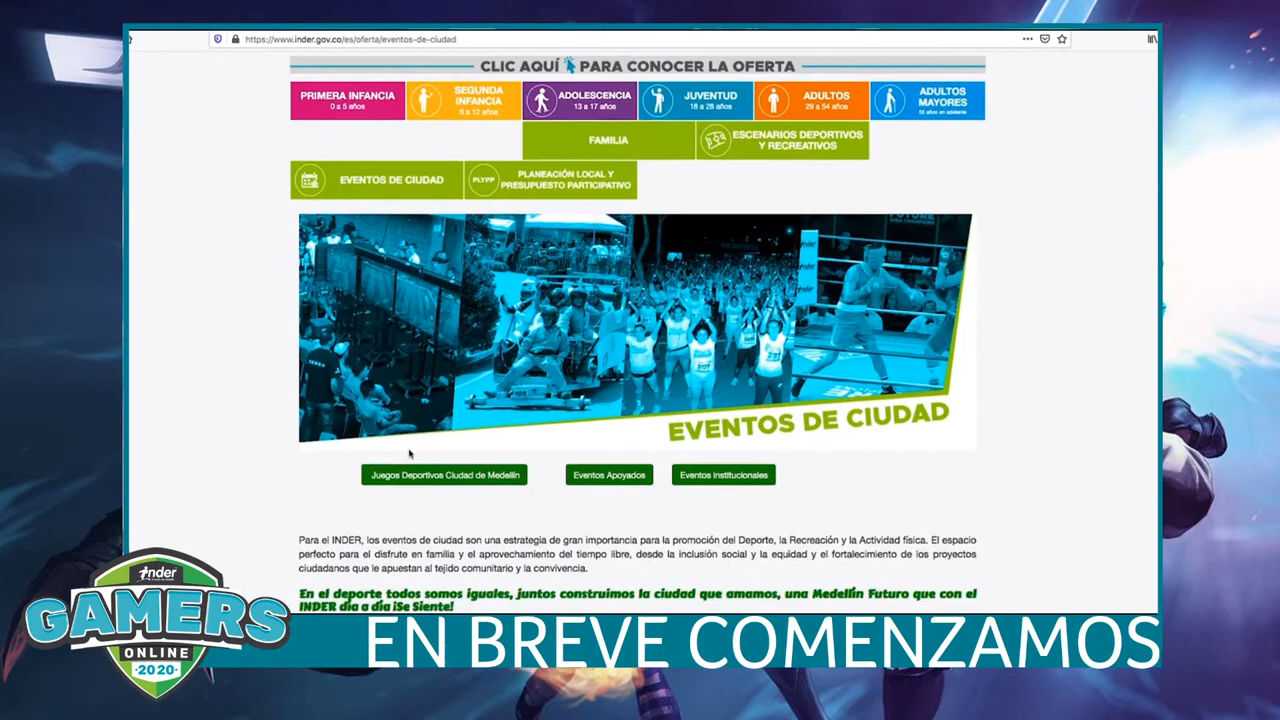 https://www.inder.gov.co/es/oferta/eventos-de-ciudad
CLIC AQUÍ PARA CONOCER LA OFERTA
PRIMERA INFANCIA
0 a 5 años
SEGUNDA
INFANCIA
6 a 12 años
ADOLESCENCIA
13 a 17 años
JUVENTUD
18 a 28 años
ADULTOS
29 a 54 años
ADULTOS
MAYORES
55 años en adelante
FAMILIA
ESCENARIOS DEPORTIVOS
Y RECREATIVOS
EVENTOS DE CIUDAD
PLYPP
PLANEACIÓN LOCAL Y
PRESUPUESTO PARTICIPATIVO
FUTURE
inder
inder
105
3177
EVENTOS DE CIUDAD
Juegos Deportivos Ciudad de Medellín
Eventos Apoyados
Eventos institucionales
Para el INDER, los eventos de ciudad son una estrategia de gran importancia para la promoción del Deporte, la Recreación y la Actividad física. El espacio
perfecto para el disfrute en familia y el aprovechamiento del tiempo libre, desde la inclusión social y la equidad y el fortalecimiento de los proyectos
ciudadanos que le apuestan al tejido comunitario y la convivencia.
En el deporte todos somos iguales, juntos construimos la ciudad que amamos, una Medellín Futuro que con el
INDER día a día ¡Se Siente!
inder
GAMERS
ONLINE
·2020·
EN BREVE COMENZAMOS